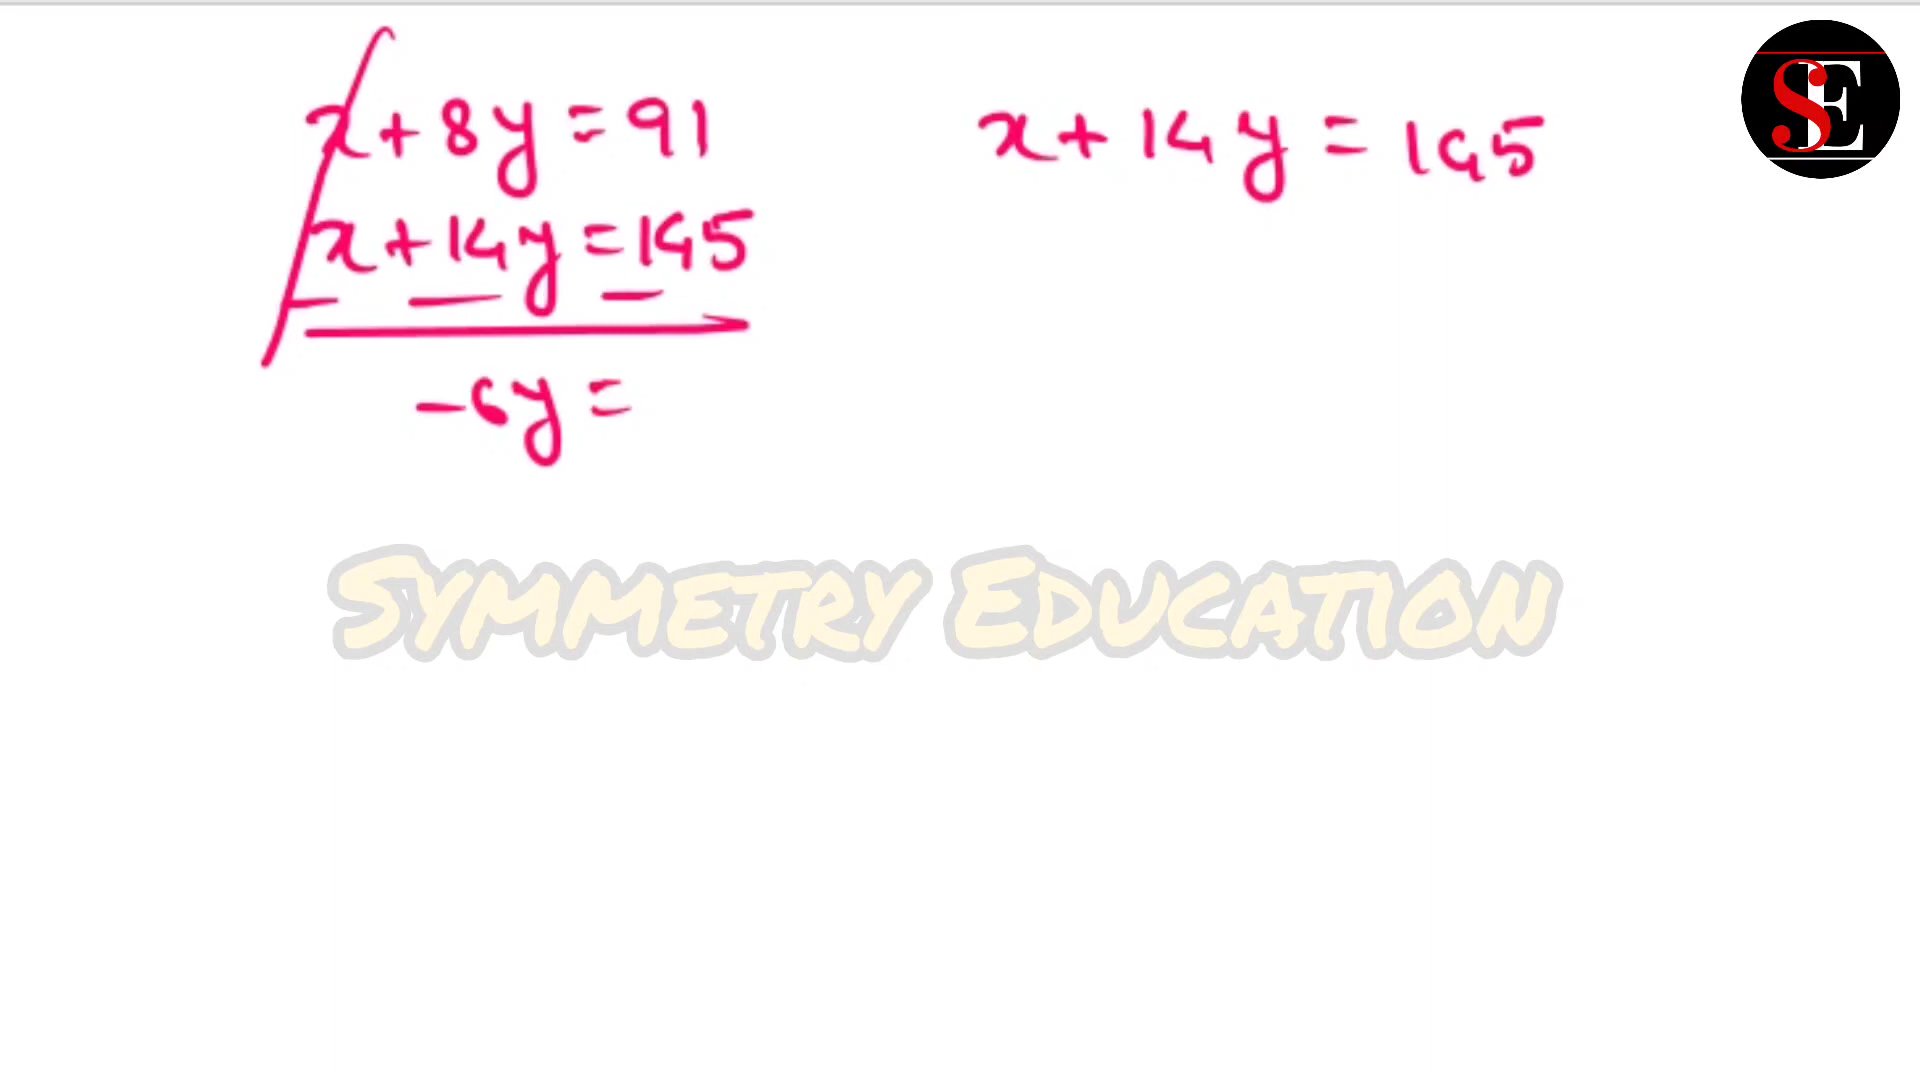 x + 8y = 91
x + 14y = 145
x + 14y = 145
- - -
-6y =
SYMMETRY EDUCATION
SE